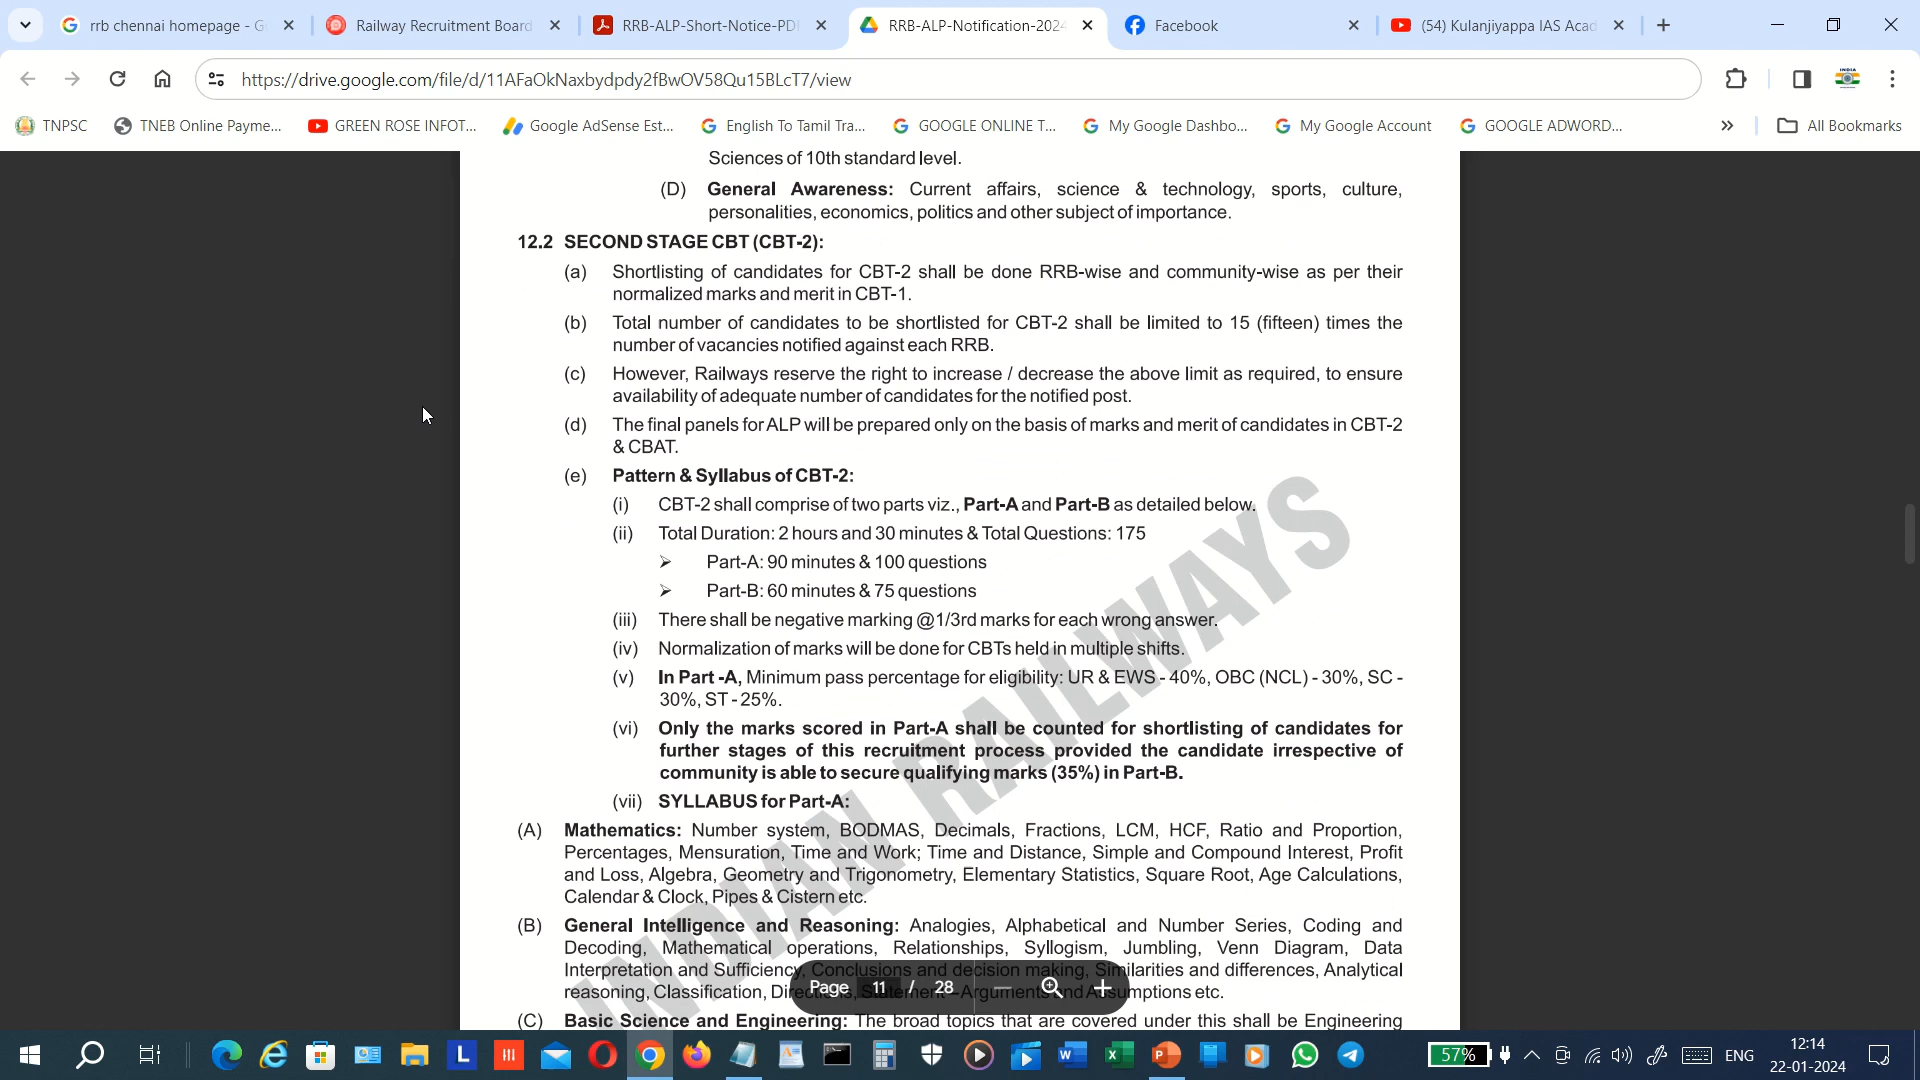 rrb chennai homepage - G
Railway Recruitment Board
RRB-ALP-Short-Notice-PDF
RRB-ALP-Notification-2024
Facebook
(54) Kulanjiyappa IAS Acad
https://drive.google.com/file/d/11AFaOkNaxbydpdy2fBwOV58Qu15BLcT7/view
TNPSC
TNEB Online Payme...
GREEN ROSE INFOT...
Google AdSense Est...
English To Tamil Tra...
GOOGLE ONLINE T...
My Google Dashbo...
My Google Account
GOOGLE ADWORD...
All Bookmarks
Sciences of 10th standard level.
(D) General Awareness: Current affairs, science & technology, sports, culture,
personalities, economics, politics and other subject of importance.
12.2 SECOND STAGE CBT (CBT-2):
(a) Shortlisting of candidates for CBT-2 shall be done RRB-wise and community-wise as per their
normalized marks and merit in CBT-1.
(b) Total number of candidates to be shortlisted for CBT-2 shall be limited to 15 (fifteen) times the
number of vacancies notified against each RRB.
(c) However, Railways reserve the right to increase / decrease the above limit as required, to ensure
availability of adequate number of candidates for the notified post.
(d) The final panels for ALP will be prepared only on the basis of marks and merit of candidates in CBT-2
& CBAT.
(e) Pattern & Syllabus of CBT-2:
(i) CBT-2 shall comprise of two parts viz., Part-A and Part-B as detailed below.
(ii) Total Duration: 2 hours and 30 minutes & Total Questions: 175
➢ Part-A: 90 minutes & 100 questions
➢ Part-B: 60 minutes & 75 questions
(iii) There shall be negative marking @1/3rd marks for each wrong answer.
(iv) Normalization of marks will be done for CBTs held in multiple shifts.
(v) In Part -A, Minimum pass percentage for eligibility: UR & EWS - 40%, OBC (NCL) - 30%, SC -
30%, ST - 25%.
(vi) Only the marks scored in Part-A shall be counted for shortlisting of candidates for
further stages of this recruitment process provided the candidate irrespective of
community is able to secure qualifying marks (35%) in Part-B.
(vii) SYLLABUS for Part-A:
(A) Mathematics: Number system, BODMAS, Decimals, Fractions, LCM, HCF, Ratio and Proportion,
Percentages, Mensuration, Time and Work; Time and Distance, Simple and Compound Interest, Profit
and Loss, Algebra, Geometry and Trigonometry, Elementary Statistics, Square Root, Age Calculations,
Calendar & Clock, Pipes & Cistern etc.
(B) General Intelligence and Reasoning: Analogies, Alphabetical and Number Series, Coding and
Decoding, Mathematical operations, Relationships, Syllogism, Jumbling, Venn Diagram, Data
Interpretation and Sufficiency, Conclusions and decision making, Similarities and differences, Analytical
reasoning, Classification, Directions, Statement – Arguments and Assumptions etc.
(C) Basic Science and Engineering: The broad topics that are covered under this shall be Engineering
INDIAN RAILWAYS
Page 11 / 28
57%
ENG
12:14
22-01-2024